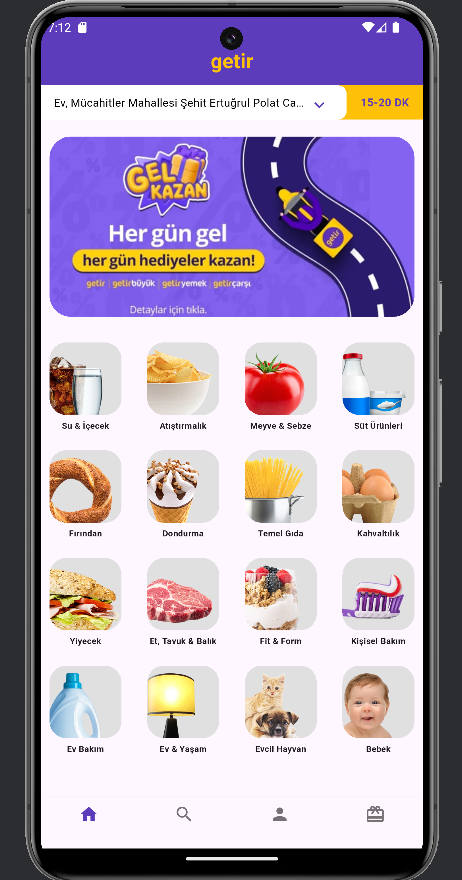 7:12
getir
Ev, Mücahitler Mahallesi Şehit Ertuğrul Polat Ca...
15-20 DK
GEL
KAZAN
Her gün gel
her gün hediyeler kazan!
getir | getirbüyük | getiryemek | getirçarşı
Detaylar için tıkla.
getir
Su & İçecek
Atıştırmalık
Meyve & Sebze
Süt Ürünleri
Fırından
Dondurma
Temel Gıda
Kahvaltılık
Yiyecek
Et, Tavuk & Balık
Fit & Form
Kişisel Bakım
Ev Bakım
Ev & Yaşam
Evcil Hayvan
Bebek